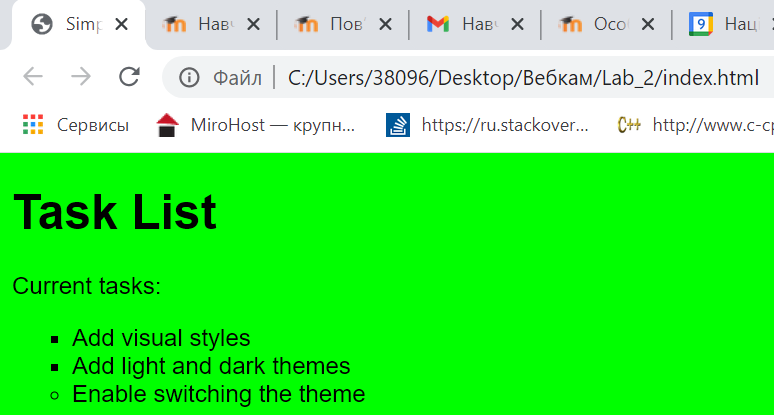 Simp Навч Пов' Навч Особ Наці
Файл C:/Users/38096/Desktop/Вебкам/Lab_2/index.html
Сервисы MiroHost — крупн... https://ru.stackover... C++ http://www.c-cp
Task List
Current tasks:
Add visual styles
Add light and dark themes
Enable switching the theme